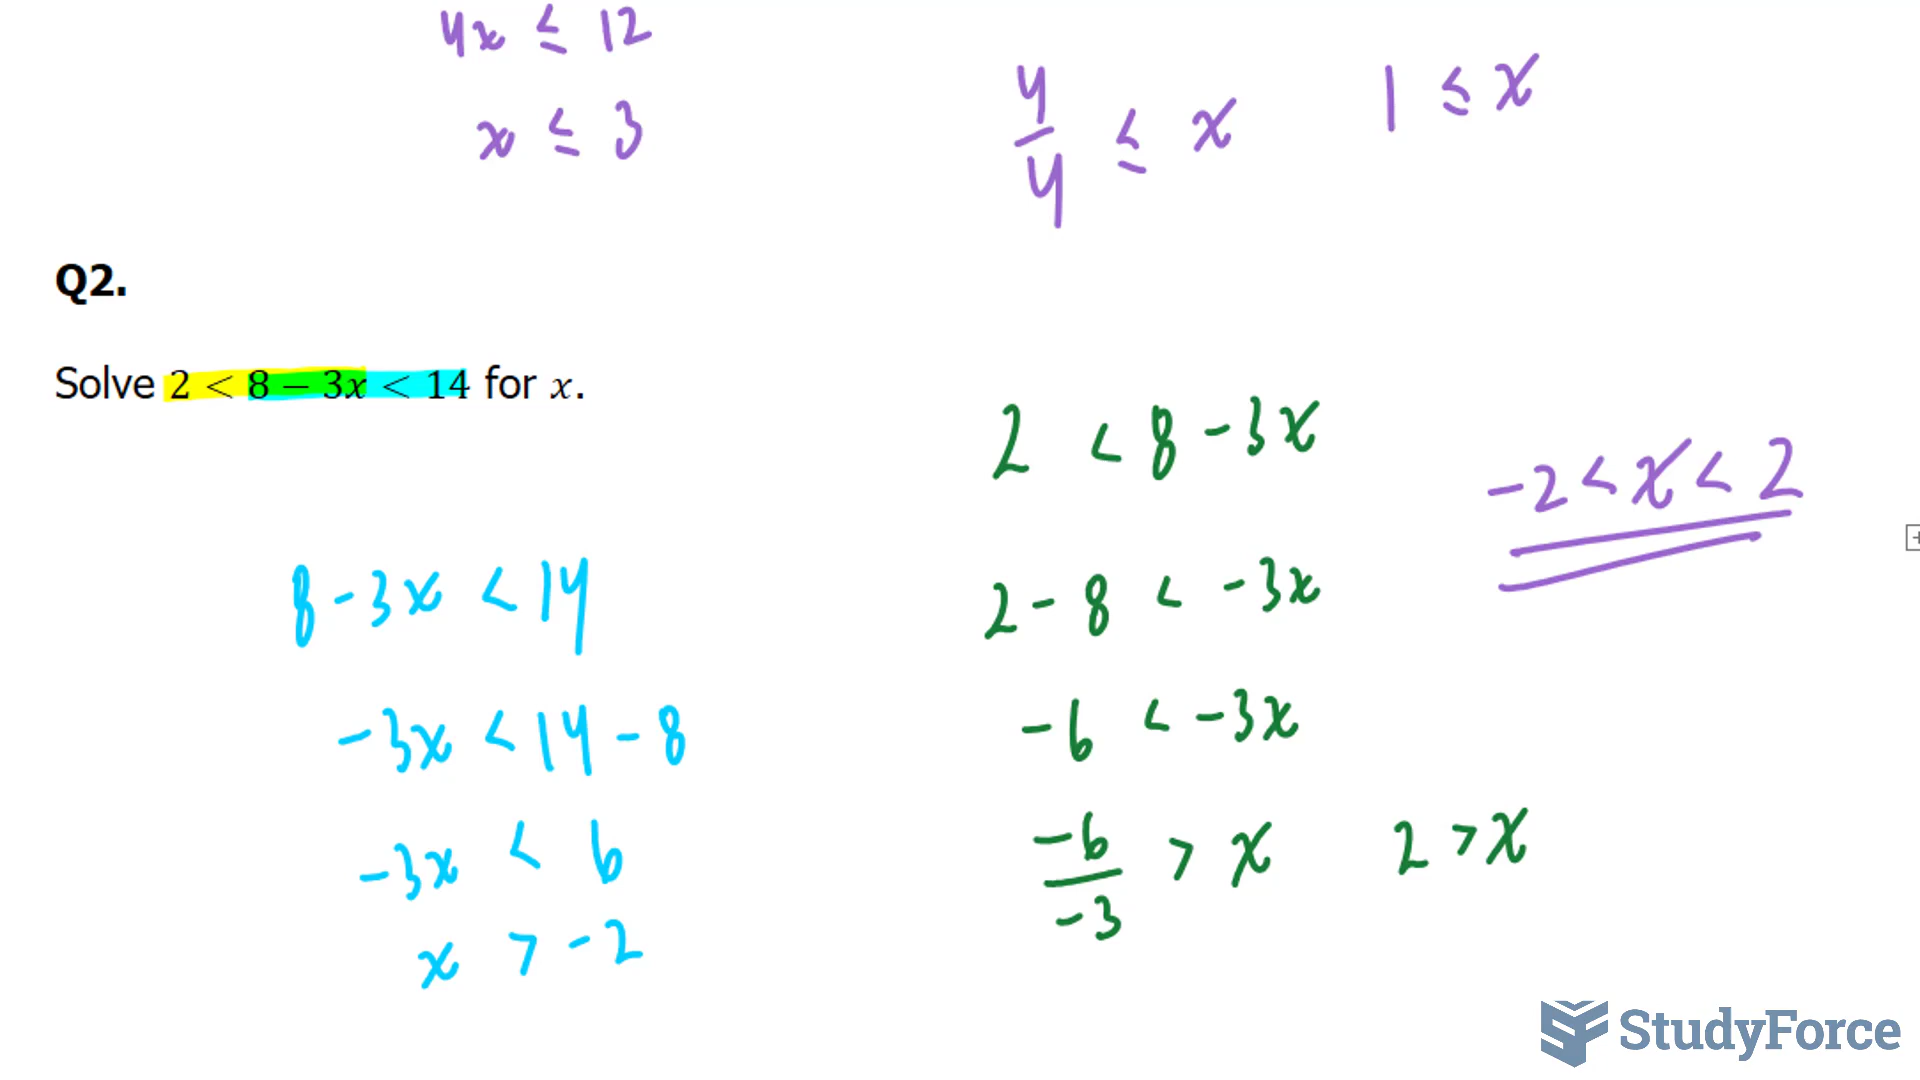 4x ≤ 12
x ≤ 3
4/4 ≤ x 1 ≤ x
Q2.
Solve 2 < 8 − 3x < 14 for x.
8 - 3x < 14
-3x < 14 - 8
-3x < 6
x > -2
2 < 8 - 3x
2 - 8 < -3x
-6 < -3x
-6/-3 > x 2 > x
-2 < x < 2
StudyForce